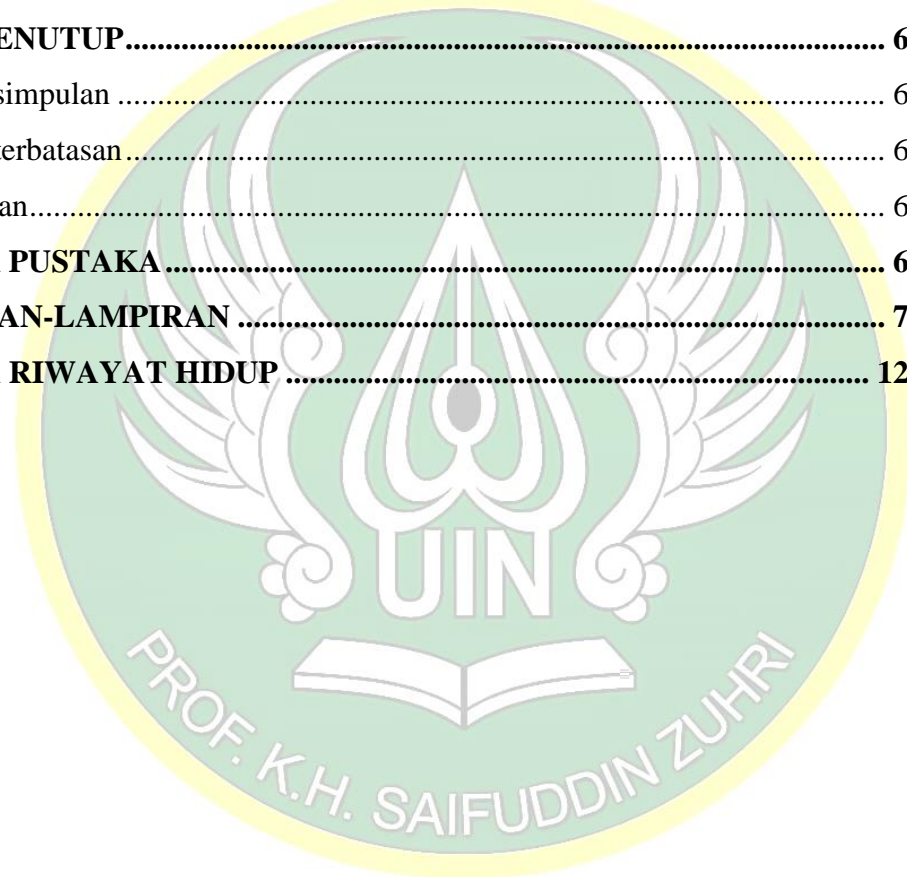 ENUTUP........................................................................................... 6
simpulan ............................................................................................ 6
terbatasan........................................................................................... 6
an....................................................................................................... 6
PUSTAKA ...................................................................................... 6
AN-LAMPIRAN ............................................................................. 7
RIWAYAT HIDUP ...................................................................... 12
UIN
PROF. K.H. SAIFUDDIN ZUHRI